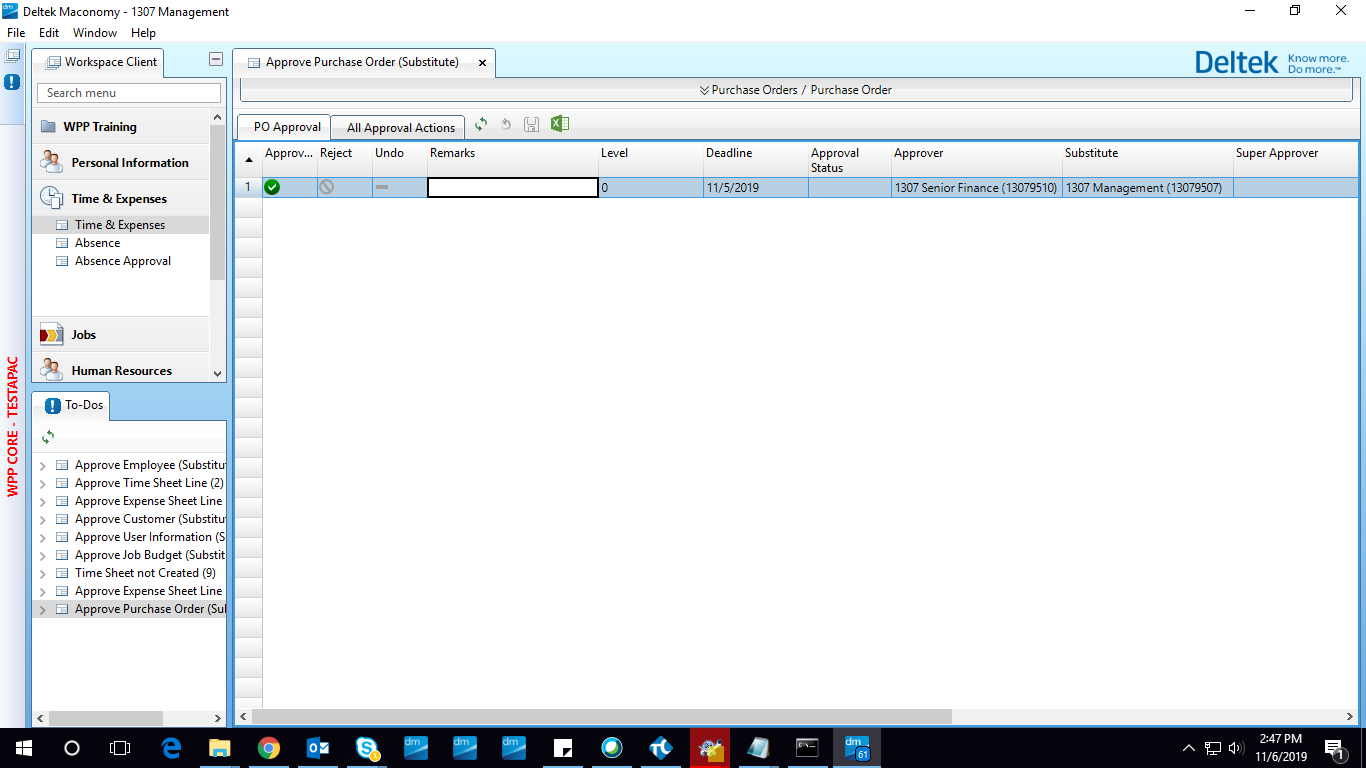 Deltek Maconomy - 1307 Management
File Edit Window Help
Workspace Client
Approve Purchase Order (Substitute)
Deltek Know more. Do more.™
Search menu
Purchase Orders / Purchase Order
WPP Training
Personal Information
Time & Expenses
Time & Expenses
Absence
Absence Approval
Jobs
Human Resources
PO Approval All Approval Actions
Approv... Reject Undo Remarks Level Deadline Approval Status Approver Substitute Super Approver
1 0 11/5/2019 1307 Senior Finance (13079510) 1307 Management (13079507)
WPP CORE - TESTAPAC
To-Dos
Approve Employee (Substitu
Approve Time Sheet Line (2)
Approve Expense Sheet Line
Approve Customer (Substitu
Approve User Information (S
Approve Job Budget (Substit
Time Sheet not Created (9)
Approve Expense Sheet Line
Approve Purchase Order (Sul
dm 61
2:47 PM
11/6/2019
1